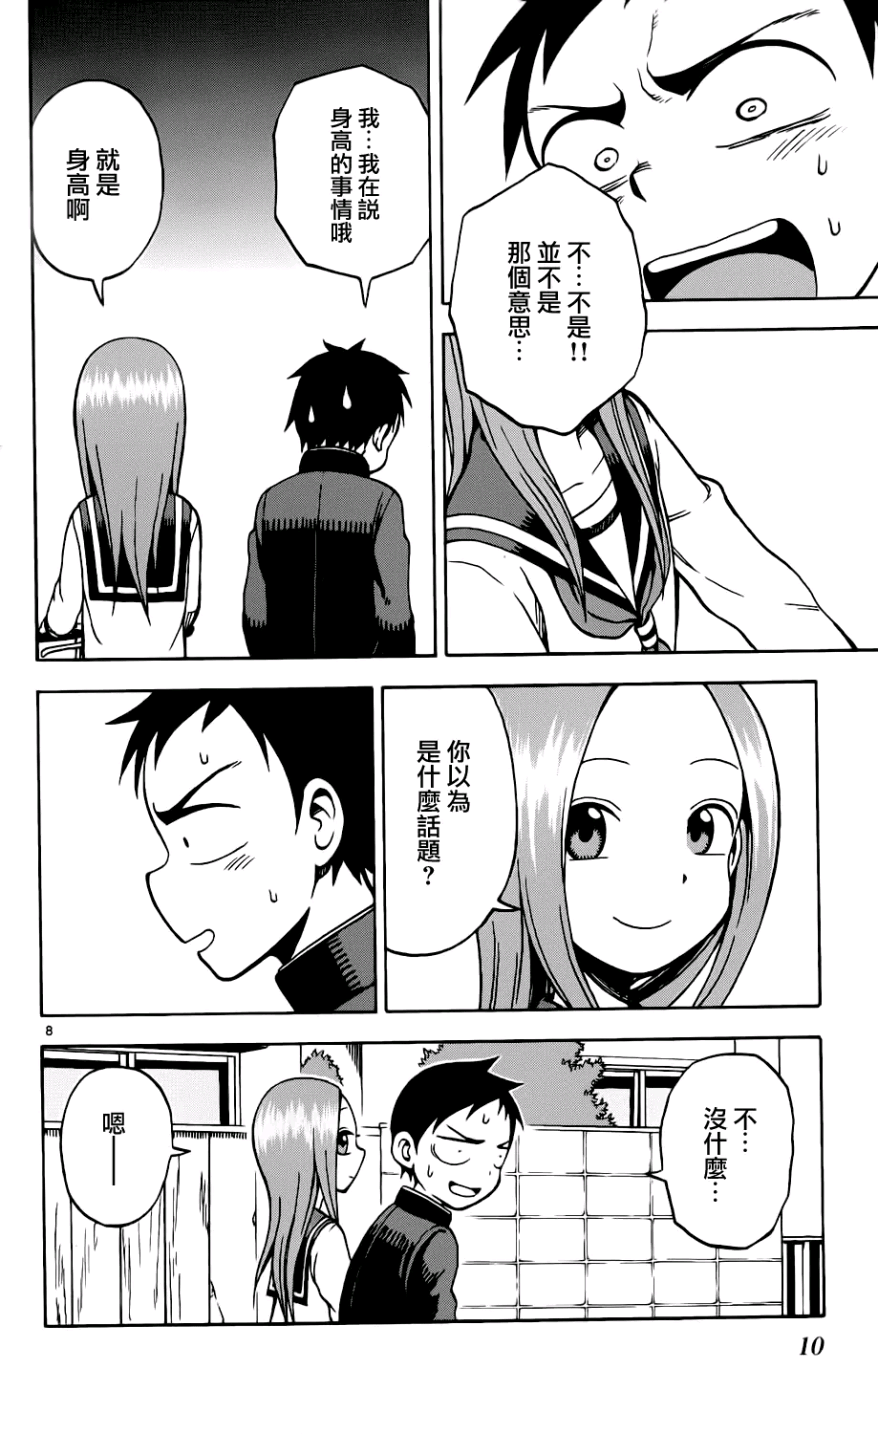 不…不是!!
並不是
那個意思…
我…我在說
身高的事情哦
就是
身高啊
你以為
是什麼話題?
8
不…
沒什麼…
嗯——
10